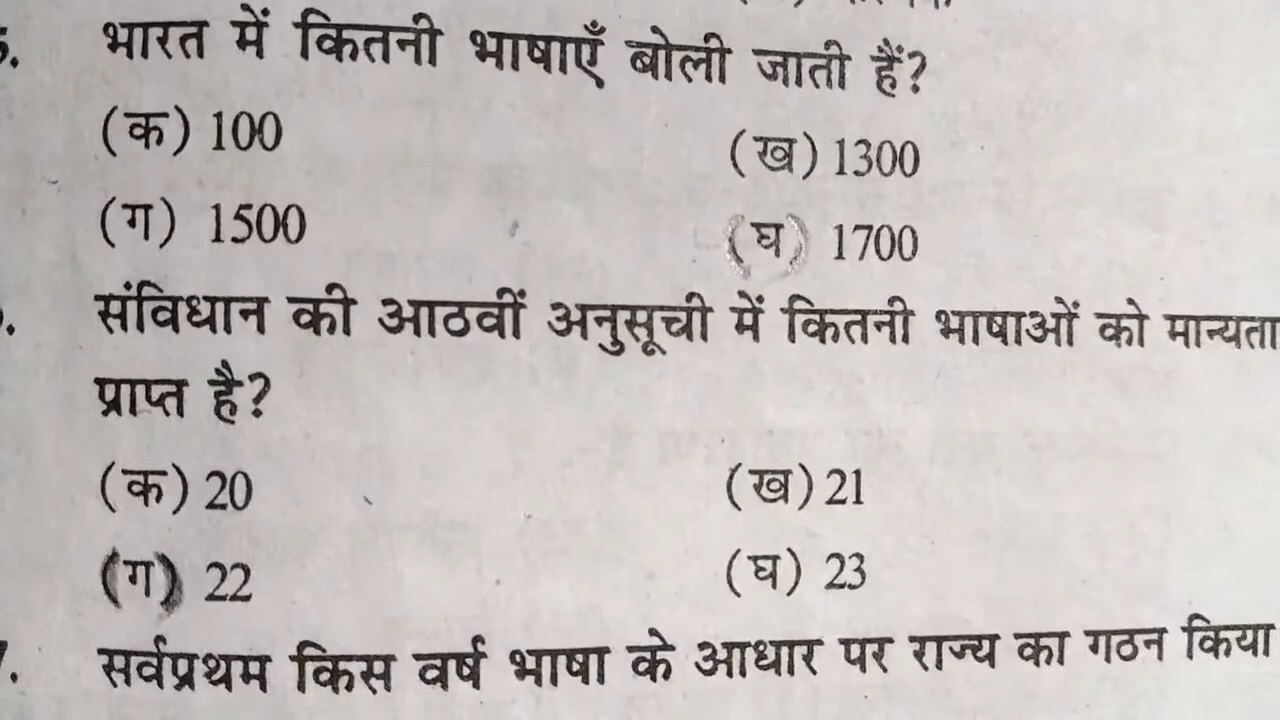 भारत में कितनी भाषाएँ बोली जाती हैं?
(क) 100 (ख) 1300
(ग) 1500 (घ) 1700
संविधान की आठवीं अनुसूची में कितनी भाषाओं को मान्यता
प्राप्त है?
(क) 20 (ख) 21
(ग) 22 (घ) 23
सर्वप्रथम किस वर्ष भाषा के आधार पर राज्य का गठन किया